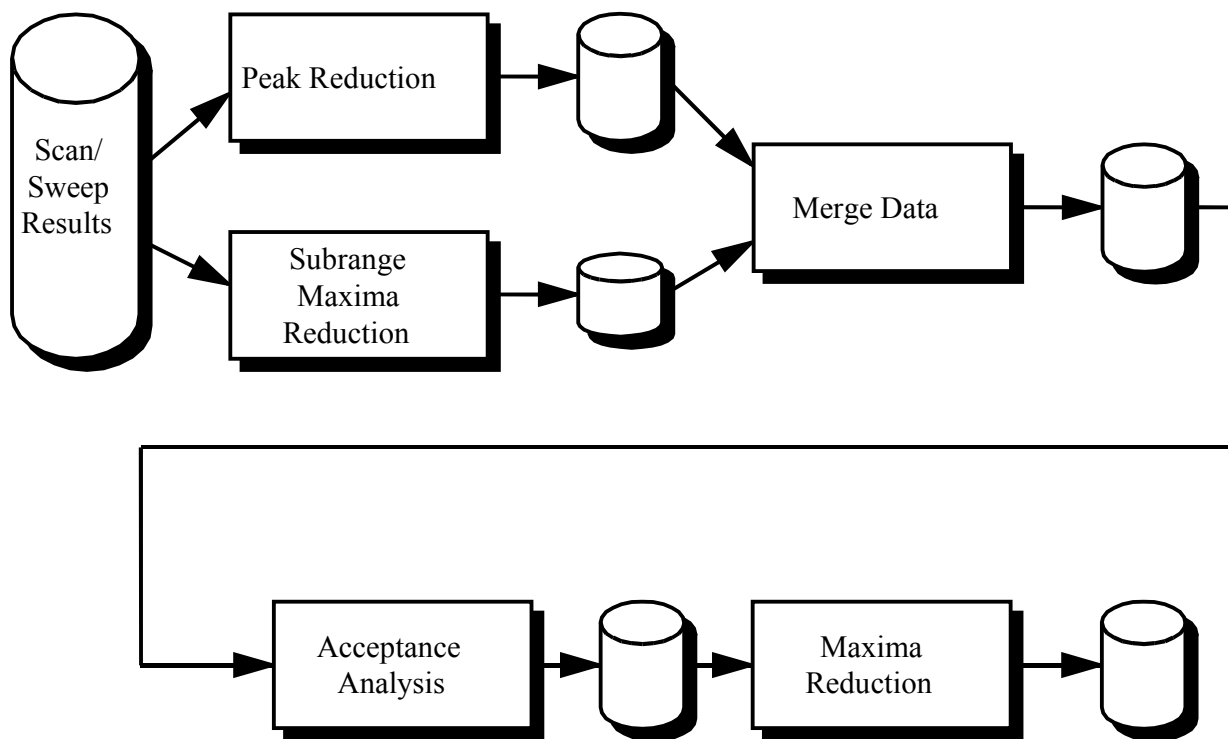 Scan/
Sweep
Results
Peak Reduction
Subrange
Maxima
Reduction
Merge Data
Acceptance
Analysis
Maxima
Reduction